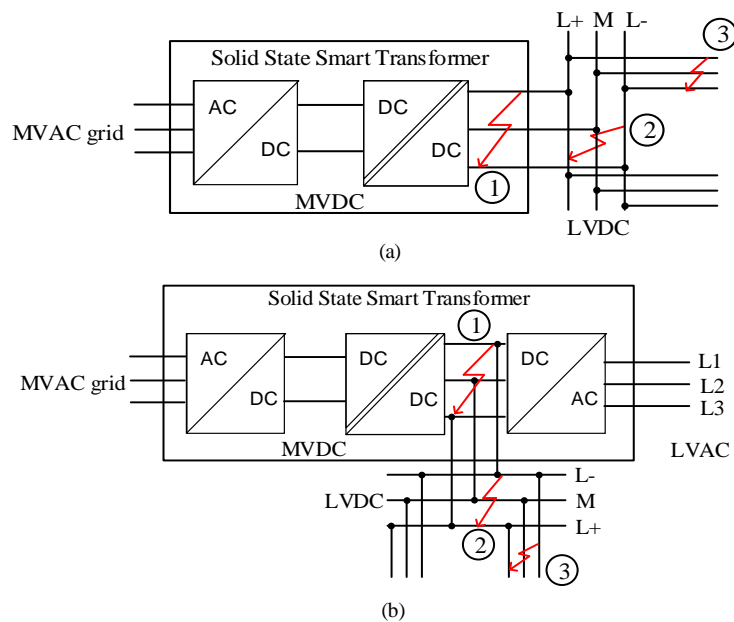 L+ M L-
Solid State Smart Transformer
3
AC
DC
DC
DC
MVAC grid
2
1
MVDC
LVDC
(a)
Solid State Smart Transformer
1
AC
DC
DC
DC
DC
AC
L1
L2
L3
MVAC grid
MVDC
LVAC
L-
LVDC
M
L+
2
3
(b)